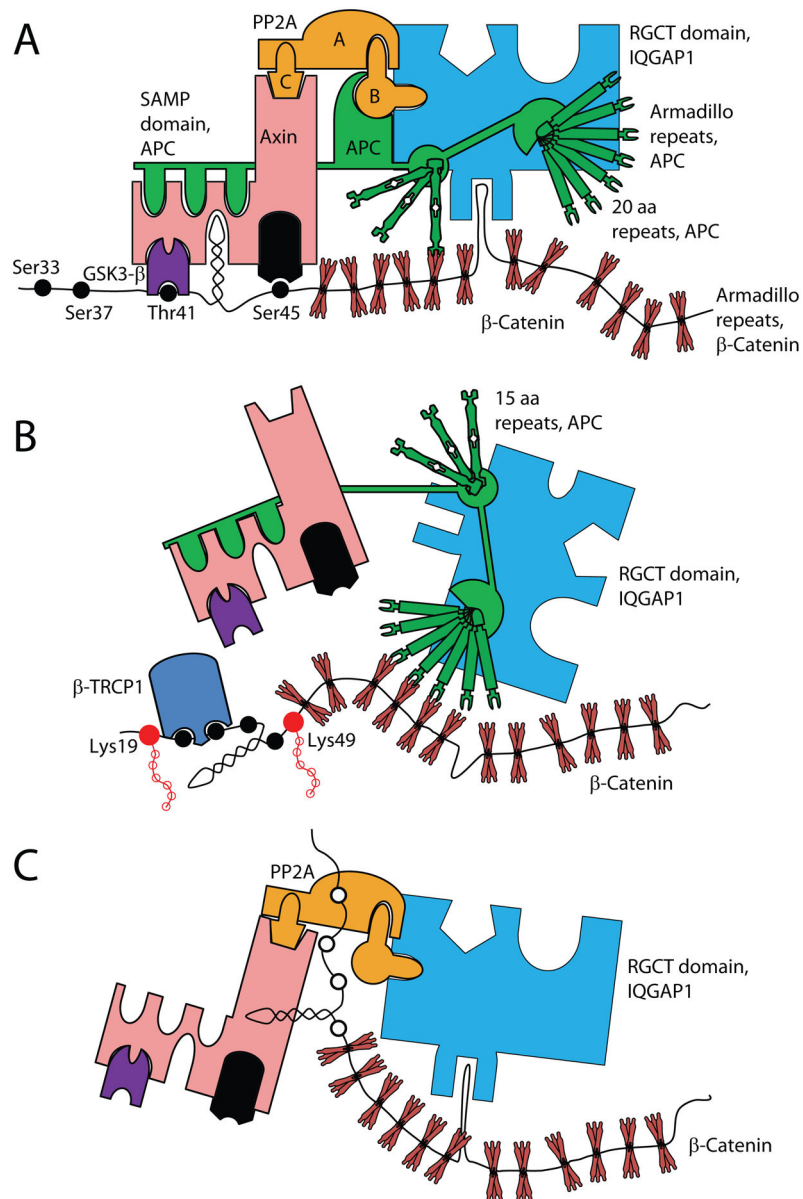 A
PP2A
A
C
B
RGCT domain,
IQGAP1
SAMP
domain,
APC
Axin
APC
Armadillo
repeats,
APC
20 aa
repeats, APC
Ser33
GSK3-β
Ser37
Thr41
Ser45
β-Catenin
Armadillo
repeats,
β-Catenin
B
15 aa
repeats, APC
RGCT domain,
IQGAP1
β-TRCP1
Lys19
Lys49
β-Catenin
C
PP2A
RGCT domain,
IQGAP1
β-Catenin